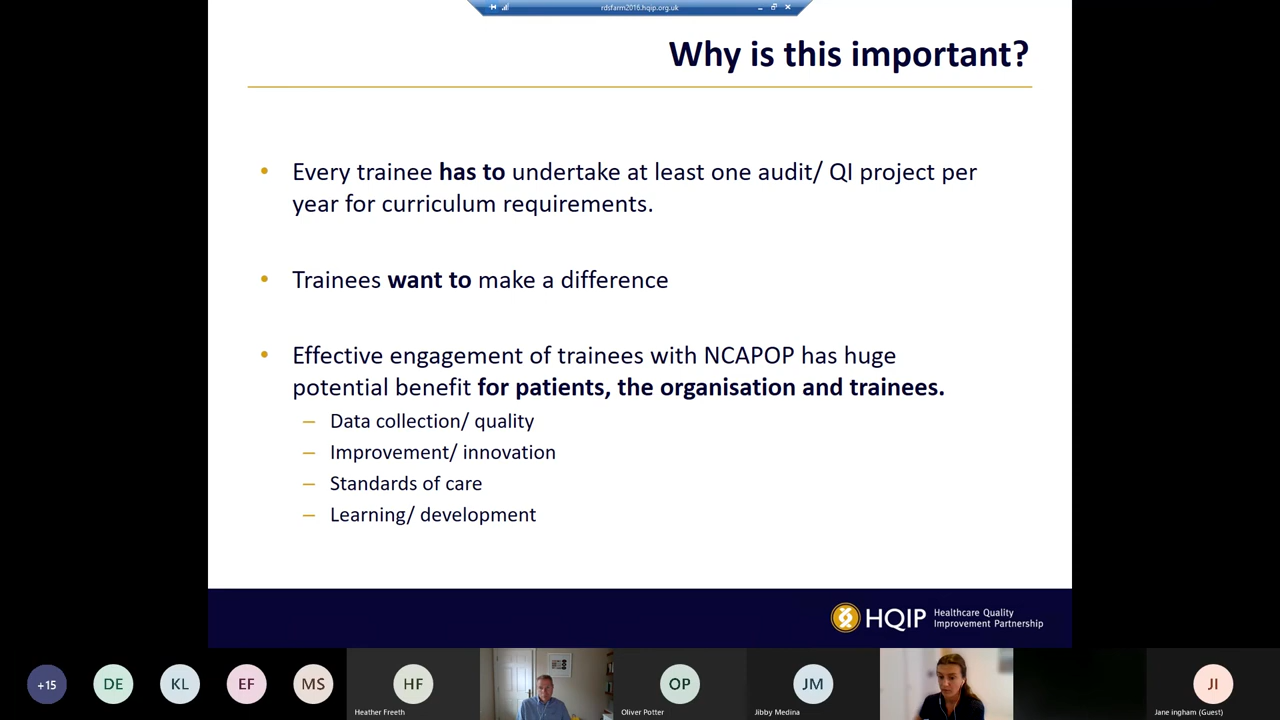 rdsfarm2016.hqip.org.uk
Why is this important?
• Every trainee has to undertake at least one audit/ QI project per
year for curriculum requirements.
• Trainees want to make a difference
• Effective engagement of trainees with NCAPOP has huge
potential benefit for patients, the organisation and trainees.
– Data collection/ quality
– Improvement/ innovation
– Standards of care
– Learning/ development
HQIP
Healthcare Quality
Improvement Partnership
+15
DE
KL
EF
MS
HF
OP
JM
JI
Heather Freeth
Oliver Potter
Jibby Medina
Jane ingham (Guest)